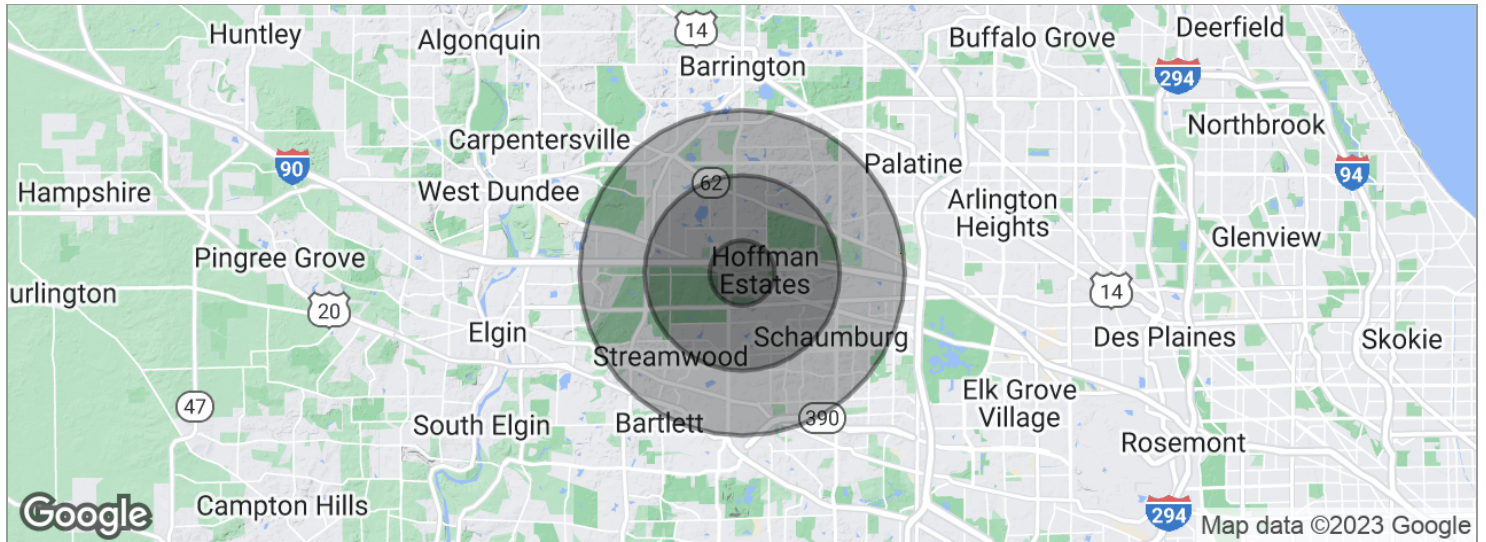 Huntley
Algonquin
14
Buffalo Grove
Deerfield
Barrington
294
Northbrook
Carpentersville
90
62
Palatine
94
Hampshire
West Dundee
Arlington
Heights
Glenview
Pingree Grove
Hoffman
Estates
urlington
20
14
Elgin
Schaumburg
Des Plaines
Skokie
Streamwood
47
Elk Grove
Village
South Elgin
Bartlett
390
Rosemont
Campton Hills
Google
294
Map data ©2023 Google